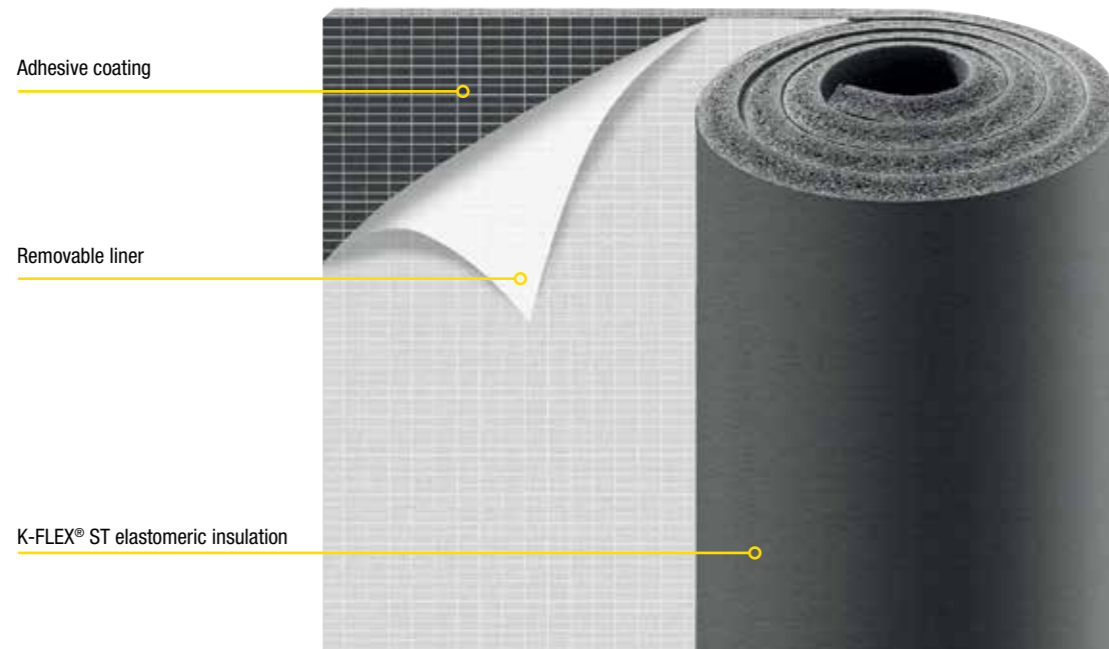 Adhesive coating
Removable liner
K-FLEX® ST elastomeric insulation